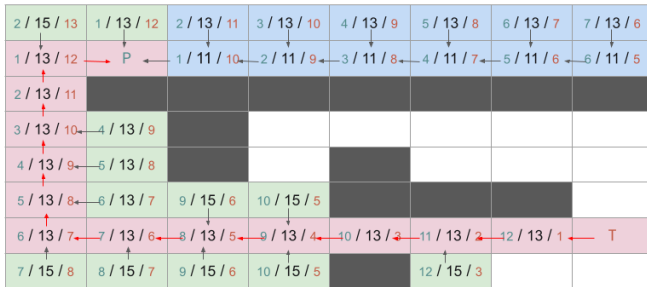 2 / 15 / 13 1 / 13 / 12 2 / 13 / 11 3 / 13 / 10 4 / 13 / 9 5 / 13 / 8 6 / 13 / 7 7 / 13 / 6
1 / 13 / 12 P 1 / 11 / 10 2 / 11 / 9 3 / 11 / 8 4 / 11 / 7 5 / 11 / 6 6 / 11 / 5
2 / 13 / 11
3 / 13 / 10 4 / 13 / 9
4 / 13 / 9 5 / 13 / 8
5 / 13 / 8 6 / 13 / 7 9 / 15 / 6 10 / 15 / 5
6 / 13 / 7 7 / 13 / 6 8 / 13 / 5 9 / 13 / 4 10 / 13 / 3 11 / 13 / 2 12 / 13 / 1 T
7 / 15 / 8 8 / 15 / 7 9 / 15 / 6 10 / 15 / 5 12 / 15 / 3